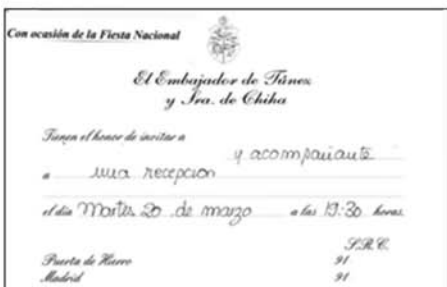 Con ocasión de la Fiesta Nacional
El Embajador de Túnez
y Sra. de Chiha
Tienen el honor de invitar a
y acompañante
a una recepcion
el día Martes 20 de marzo a las 19:30 horas.
S.R.C.
Puerta de Hierro 91
Madrid 91